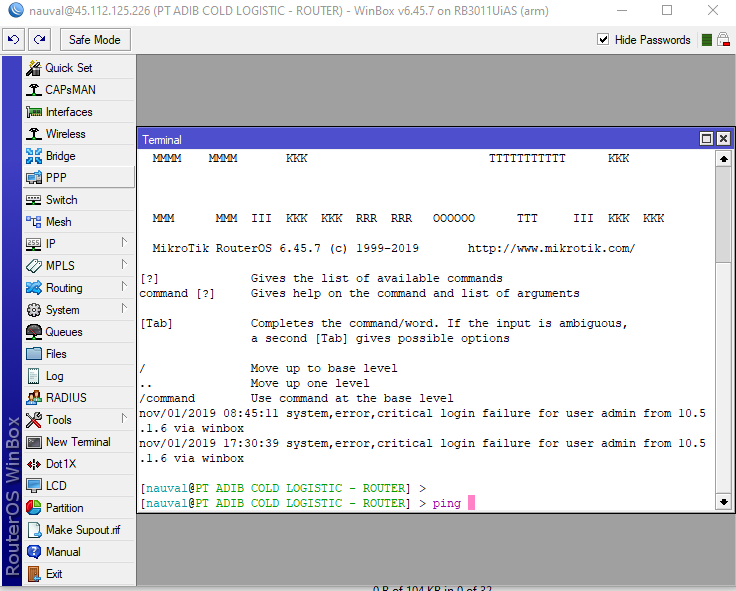 nauval@45.112.125.226 (PT ADIB COLD LOGISTIC - ROUTER) - WinBox v6.45.7 on RB3011UiAS (arm)
Safe Mode
Hide Passwords
Quick Set
CAPsMAN
Interfaces
Wireless
Bridge
PPP
Switch
Mesh
IP
MPLS
Routing
System
Queues
Files
Log
RADIUS
Tools
New Terminal
Dot1X
LCD
Partition
Make Supout.rif
Manual
Exit
RouterOS WinBox
Terminal
MMMM MMMM KKK TTTTTTTTTTT KKK
MMM MMM III KKK KKK RRR RRR OOOOOO TTT III KKK KKK
MikroTik RouterOS 6.45.7 (c) 1999-2019 http://www.mikrotik.com/
[?] Gives the list of available commands
command [?] Gives help on the command and list of arguments
[Tab] Completes the command/word. If the input is ambiguous,
a second [Tab] gives possible options
/ Move up to base level
.. Move up one level
/command Use command at the base level
nov/01/2019 08:45:11 system,error,critical login failure for user admin from 10.5
.1.6 via winbox
nov/01/2019 17:30:39 system,error,critical login failure for user admin from 10.5
.1.6 via winbox
[nauval@PT ADIB COLD LOGISTIC - ROUTER] >
[nauval@PT ADIB COLD LOGISTIC - ROUTER] > ping
0 B of 104 KB in 0 of 32